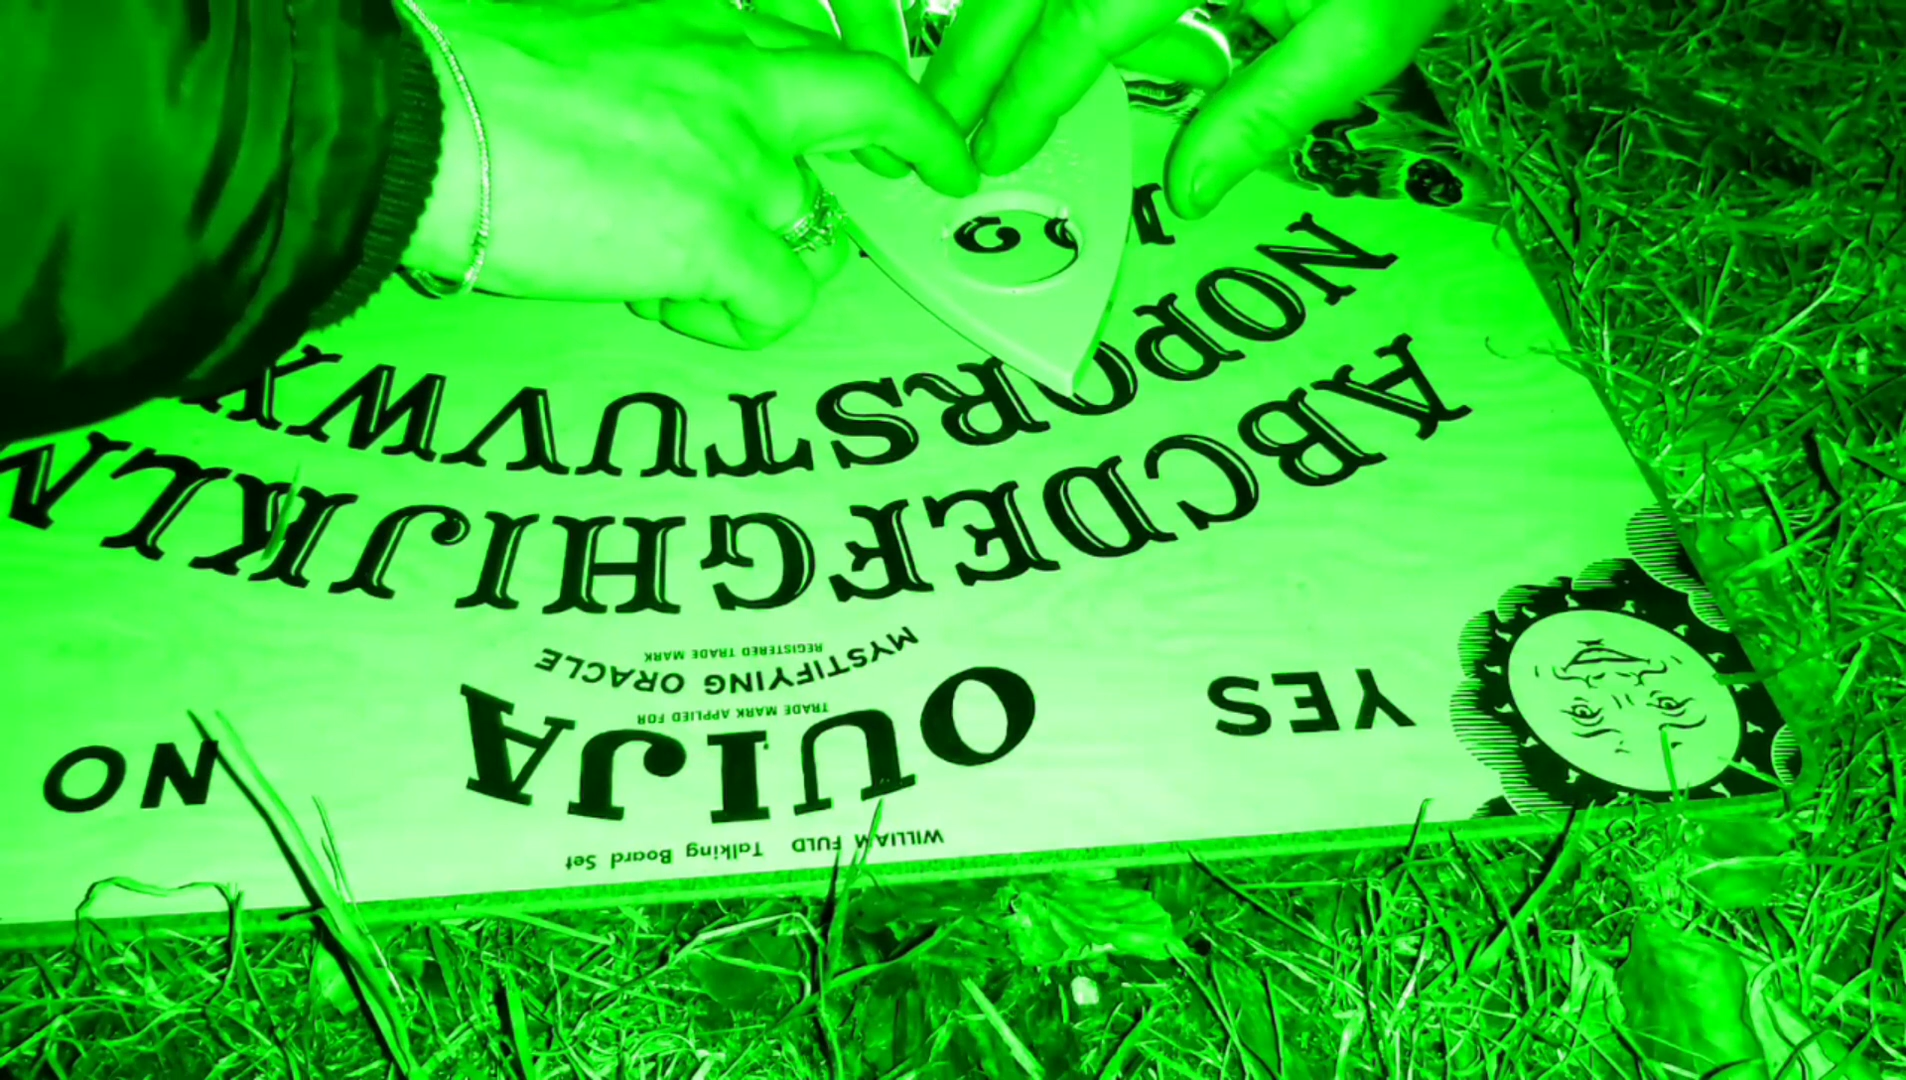 WILLIAM FULD Talking Board Set
YES OUIJA NO
TRADE MARK APPLIED FOR
MYSTIFYING ORACLE
REGISTERED TRADE MARK
ABCDEFGHIJKLM
NOPQRSTUVWX